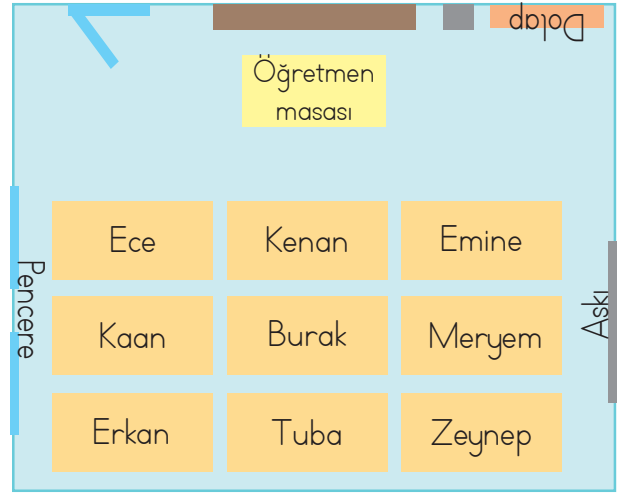 Dolap
Öğretmen
masası
Ece
Kenan
Emine
Pencere
Askı
Kaan
Burak
Meryem
Erkan
Tuba
Zeynep